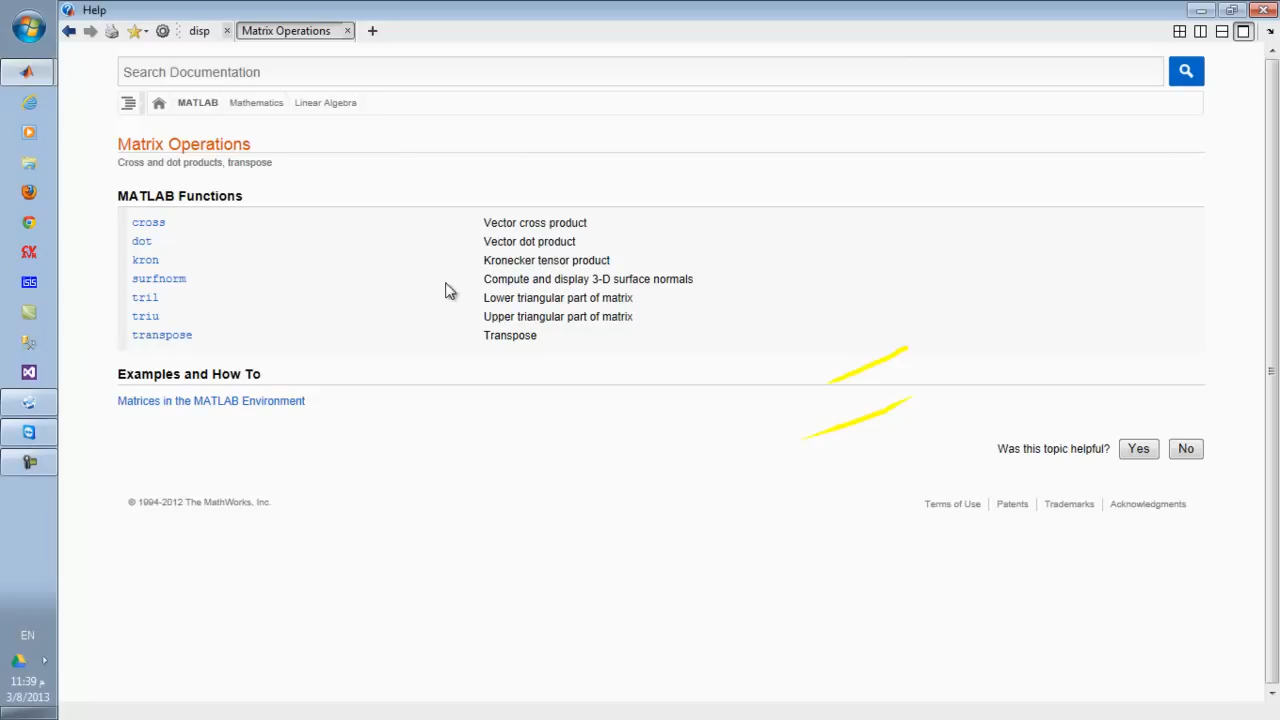 Help
disp
Matrix Operations
Search Documentation
MATLAB Mathematics Linear Algebra
Matrix Operations
Cross and dot products, transpose
MATLAB Functions
cross Vector cross product
dot Vector dot product
kron Kronecker tensor product
surfnorm Compute and display 3-D surface normals
tril Lower triangular part of matrix
triu Upper triangular part of matrix
transpose Transpose
Examples and How To
Matrices in the MATLAB Environment
Was this topic helpful? Yes No
© 1994-2012 The MathWorks, Inc.
Terms of Use Patents Trademarks Acknowledgments
EN
11:39 م
3/8/2013